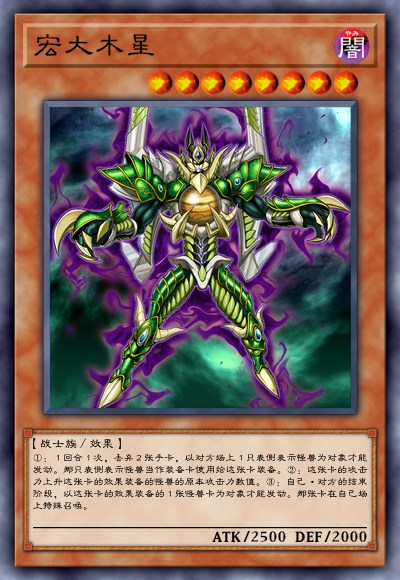 宏大木星
やみ
闇
【战士族/效果】
①:1回合1次,丢弃2张手卡,以对方场上1只表侧表示怪兽为对象才能
发动。那只表侧表示怪兽当作装备卡使用给这张卡装备。②:这张卡的攻击
力上升这张卡的效果装备的怪兽的原本攻击力数值。③:自己·对方的结束
阶段,以这张卡的效果装备的1张怪兽卡为对象才能发动。那张卡在自己场
上特殊召唤。
ATK/2500 DEF/2000